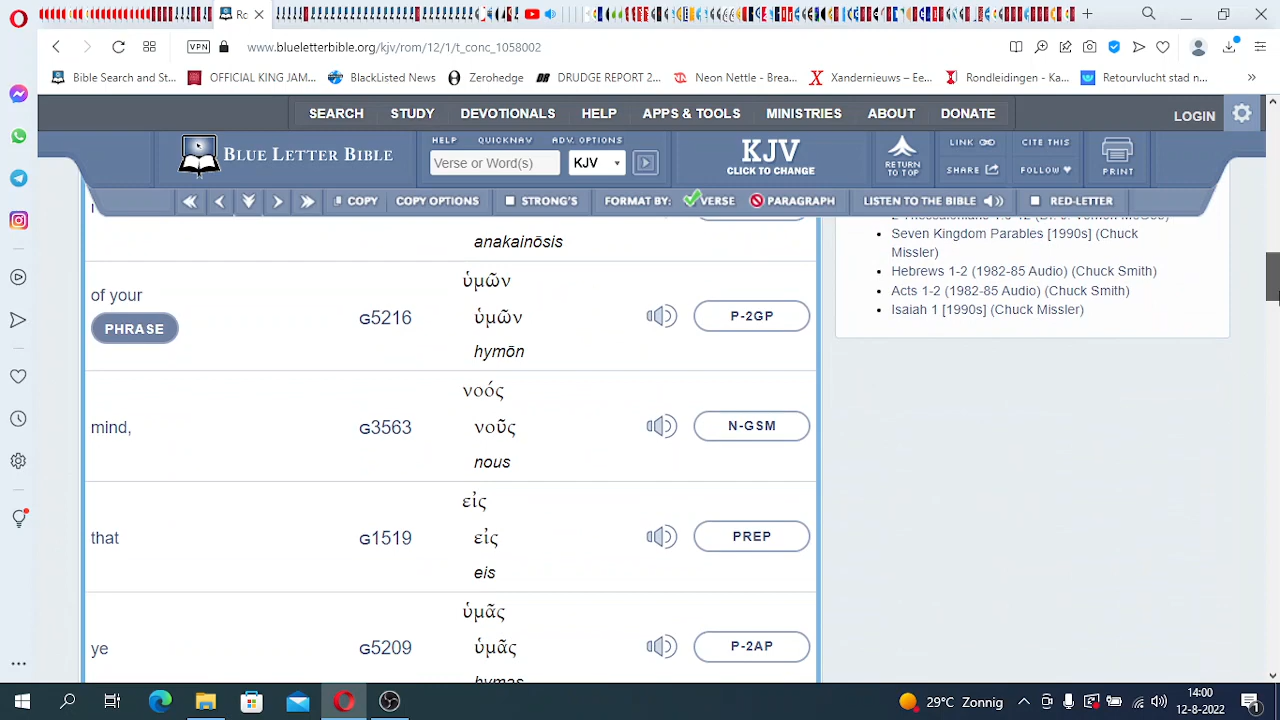 Ro
www.blueletterbible.org/kjv/rom/12/1/t_conc_1058002
VPN
Bible Search and St...
OFFICIAL KING JAM...
BlackListed News
Zerohedge
DRUDGE REPORT 2...
Neon Nettle - Brea...
Xandernieuws – Ee...
Rondleidingen - Ka...
Retourvlucht stad n...
SEARCH STUDY DEVOTIONALS HELP APPS & TOOLS MINISTRIES ABOUT DONATE
LOGIN
BLUE LETTER BIBLE
HELP QUICKNAV ADV. OPTIONS
Verse or Word(s)
KJV
KJV
CLICK TO CHANGE
RETURN
TO TOP
LINK
CITE THIS
SHARE
FOLLOW
PRINT
COPY COPY OPTIONS STRONG'S FORMAT BY: VERSE PARAGRAPH LISTEN TO THE BIBLE RED-LETTER
anakainōsis
of your
PHRASE
G5216
ὑμῶν
ὑμῶν
hymōn
P-2GP
mind,
G3563
νοός
νοῦς
nous
N-GSM
that
G1519
εἰς
εἰς
eis
PREP
ye
G5209
ὑμᾶς
ὑμᾶς
hymas
P-2AP
Seven Kingdom Parables [1990s] (Chuck
Missler)
Hebrews 1-2 (1982-85 Audio) (Chuck Smith)
Acts 1-2 (1982-85 Audio) (Chuck Smith)
Isaiah 1 [1990s] (Chuck Missler)
29°C Zonnig
14:00
12-8-2022